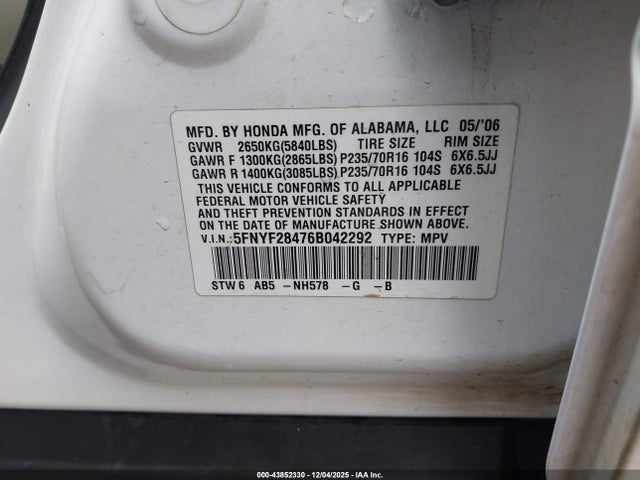 MFD. BY HONDA MFG. OF ALABAMA, LLC 05/'06
GVWR 2650KG(5840LBS) TIRE SIZE RIM SIZE
GAWR F 1300KG(2865LBS) P235/70R16 104S 6X6.5JJ
GAWR R 1400KG(3085LBS) P235/70R16 104S 6X6.5JJ
THIS VEHICLE CONFORMS TO ALL APPLICABLE
FEDERAL MOTOR VEHICLE SAFETY
AND THEFT PREVENTION STANDARDS IN EFFECT
ON THE DATE OF MANUFACTURE SHOWN ABOVE.
V.I.N.:5FNYF28476B042292 TYPE: MPV
STW6 AB5 -NH578 -G -B
000-43852330 - 12/04/2025 - IAA Inc.